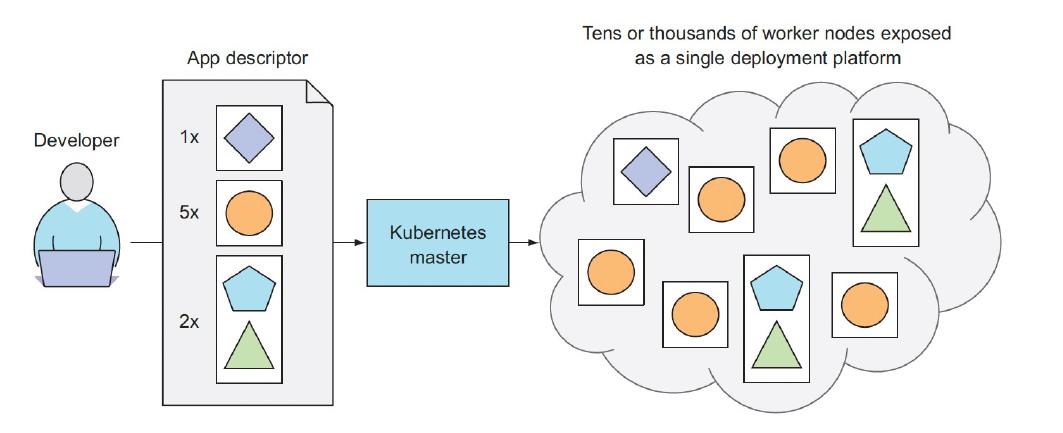 Tens or thousands of worker nodes exposed
as a single deployment platform
App descriptor
Developer
1x
5x
2x
Kubernetes
master